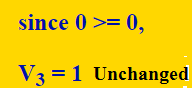 since 0 >= 0,
V3 = 1 Unchanged